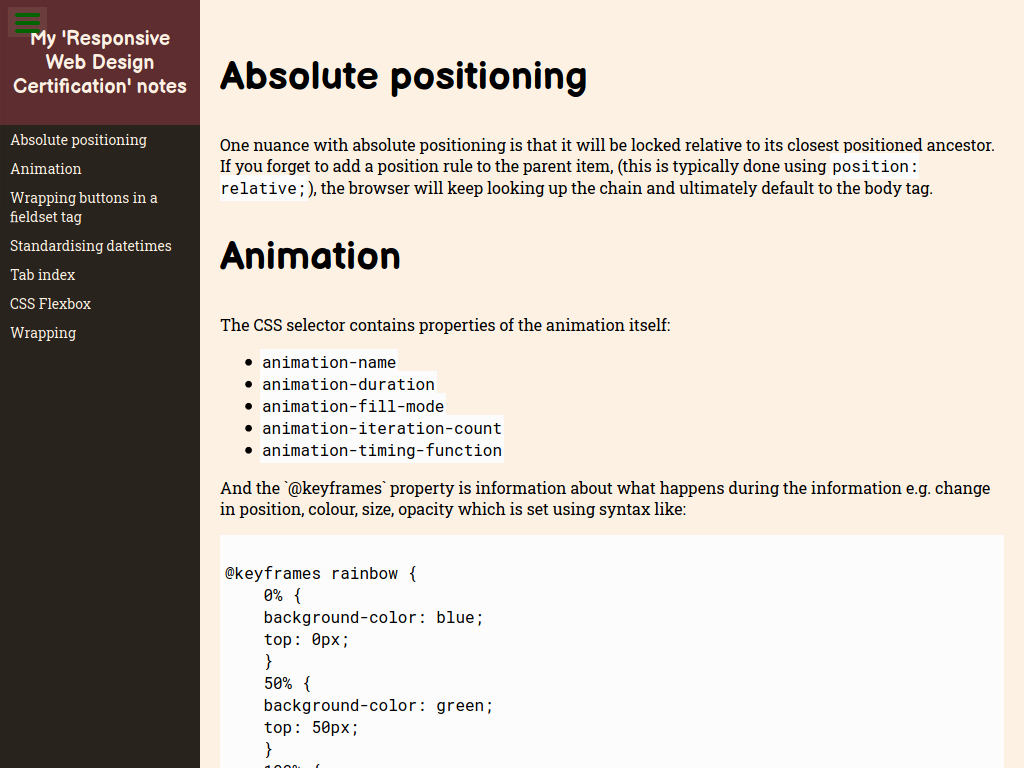 My 'Responsive
Web Design
Certification' notes
Absolute positioning
Animation
Wrapping buttons in a
fieldset tag
Standardising datetimes
Tab index
CSS Flexbox
Wrapping
Absolute positioning
One nuance with absolute positioning is that it will be locked relative to its closest positioned ancestor.
If you forget to add a position rule to the parent item, (this is typically done using position:
relative;), the browser will keep looking up the chain and ultimately default to the body tag.
Animation
The CSS selector contains properties of the animation itself:
animation-name
animation-duration
animation-fill-mode
animation-iteration-count
animation-timing-function
And the `@keyframes` property is information about what happens during the information e.g. change
in position, colour, size, opacity which is set using syntax like:
@keyframes rainbow {
0% {
background-color: blue;
top: 0px;
}
50% {
background-color: green;
top: 50px;
}